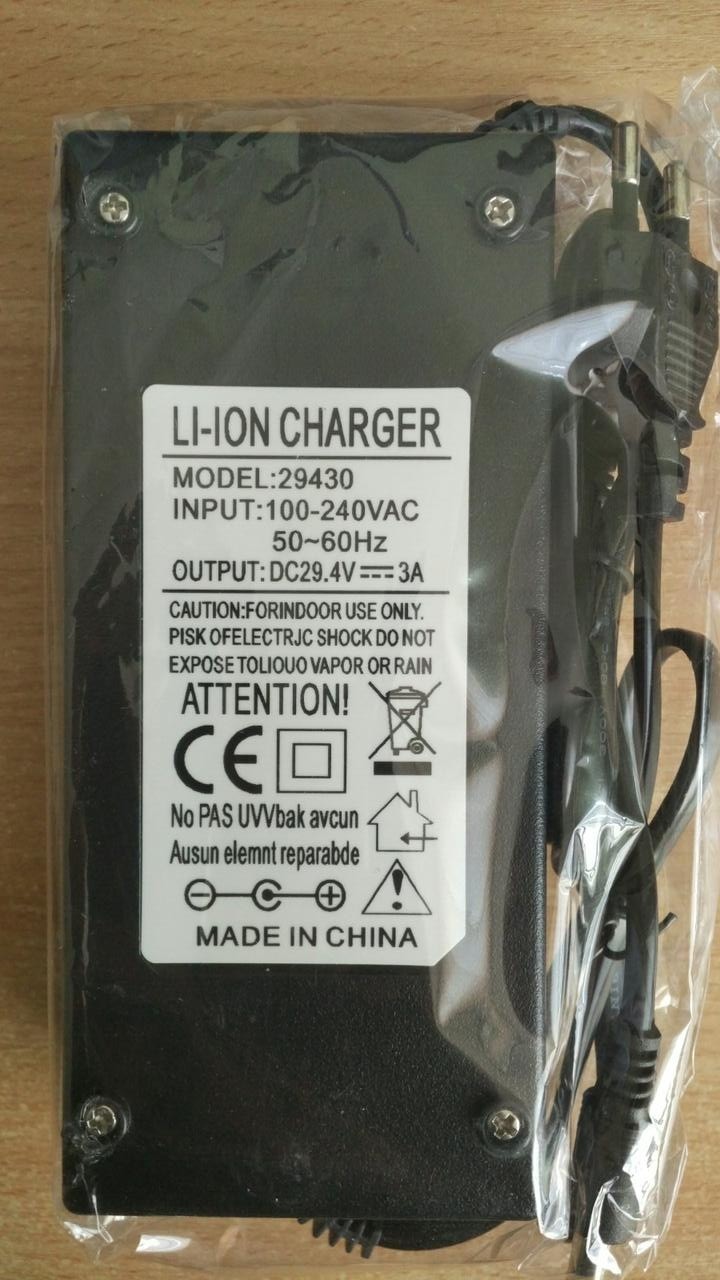 LI-ION CHARGER
MODEL:29430
INPUT:100-240VAC
50~60Hz
OUTPUT:DC29.4V⎓3A
CAUTION:FORINDOOR USE ONLY.
PISK OFELECTRJC SHOCK DO NOT
EXPOSE TOLIOUO VAPOR OR RAIN
ATTENTION!
CE
No PAS UVVbak avcun
Ausun elemnt reparabde
MADE IN CHINA